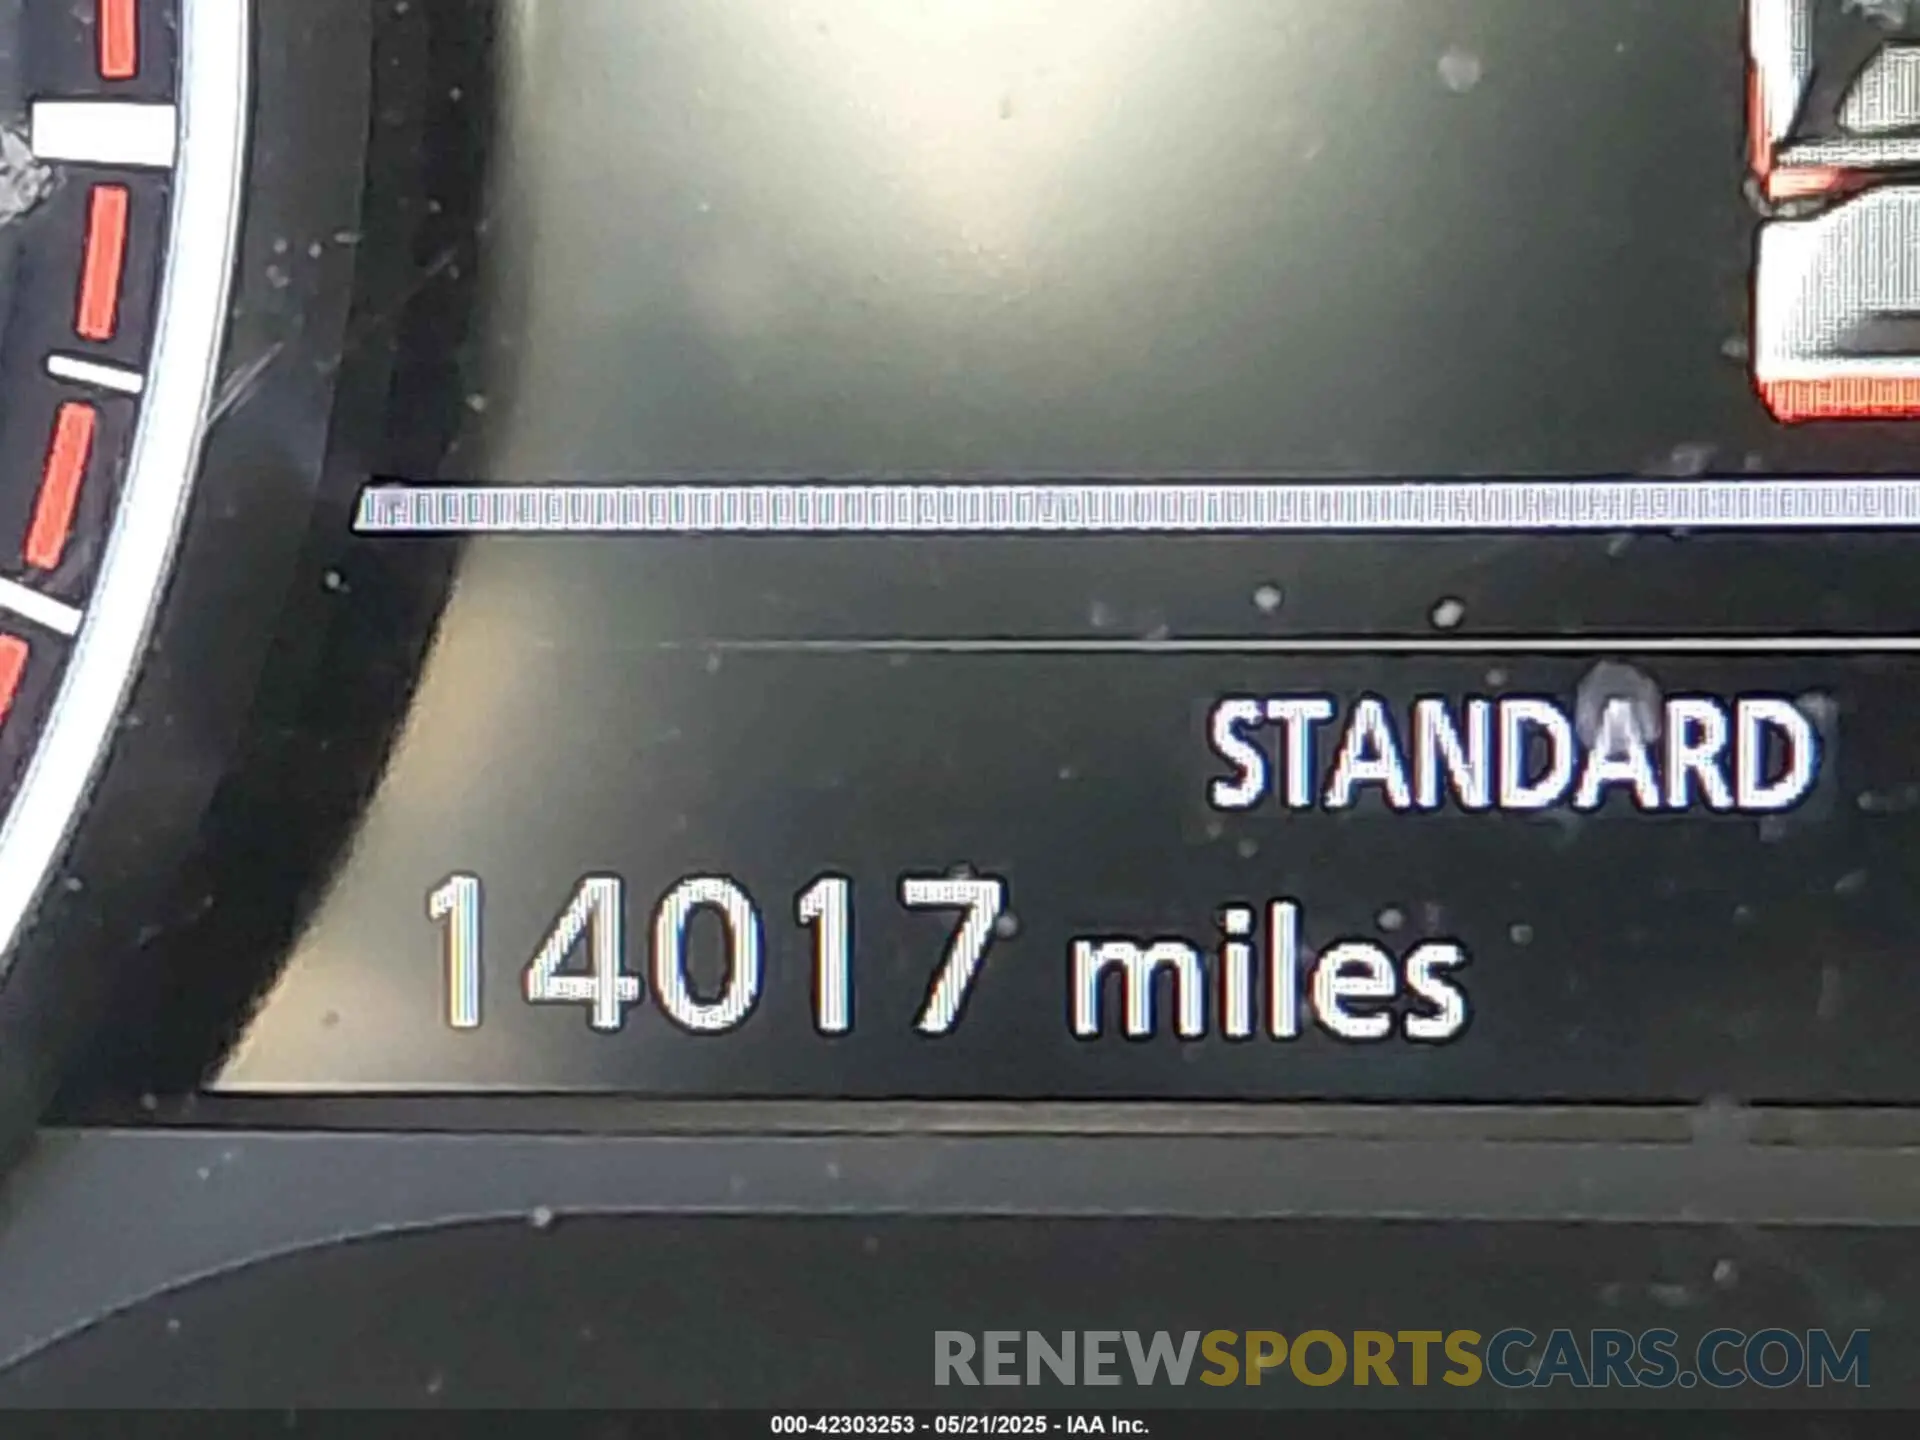 STANDARD
14017 miles
RENEWSPORTSCARS.COM
000-42303253 - 05/21/2025 - IAA Inc.